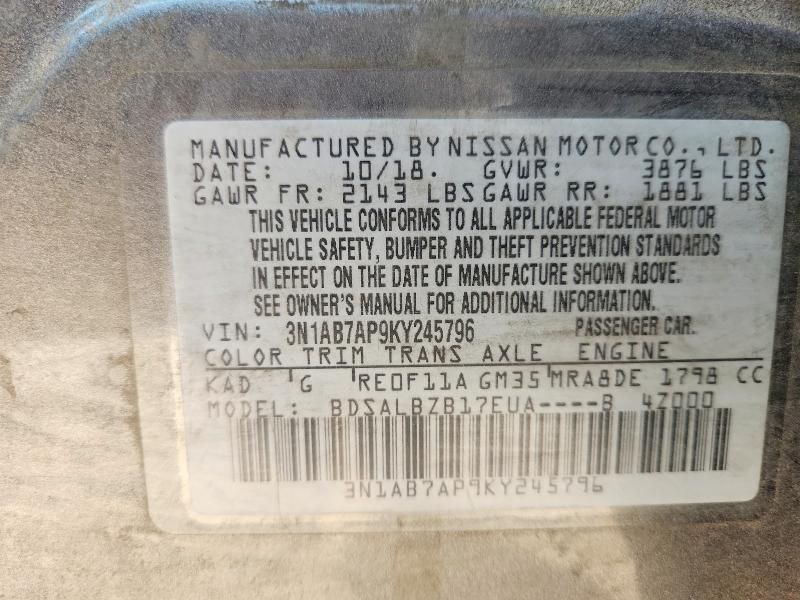 MANUFACTURED BY NISSAN MOTOR CO., LTD.
DATE: 10/18. GVWR: 3876 LBS
GAWR FR: 2143 LBS GAWR RR: 1881 LBS
THIS VEHICLE CONFORMS TO ALL APPLICABLE FEDERAL MOTOR
VEHICLE SAFETY, BUMPER AND THEFT PREVENTION STANDARDS
IN EFFECT ON THE DATE OF MANUFACTURE SHOWN ABOVE.
SEE OWNER'S MANUAL FOR ADDITIONAL INFORMATION.
VIN: 3N1AB7AP9KY245796 PASSENGER CAR.
COLOR TRIM TRANS AXLE ENGINE
KAD G RE0F11A GM35 MRA8DE 1798 CC
MODEL: BDSALBZB17EUA----B 4Z000
3N1AB7AP9KY245796